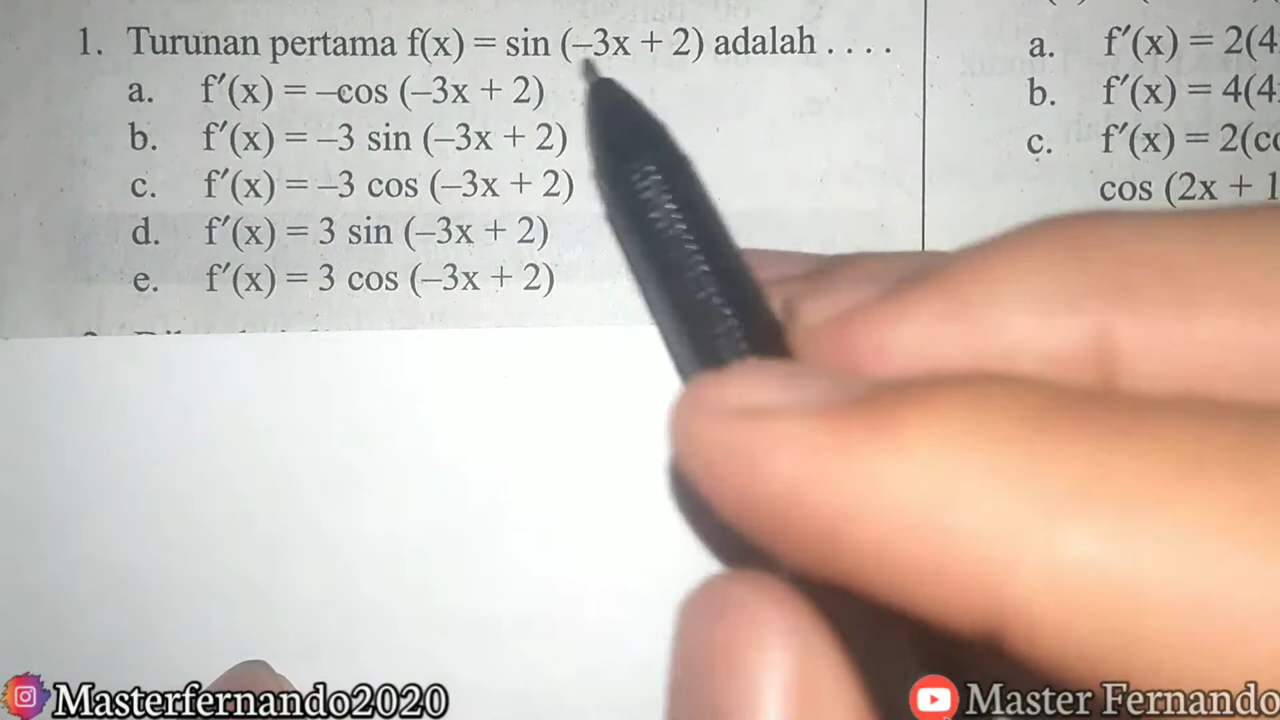 1. Turunan pertama f(x) = sin (–3x + 2) adalah . . . .
a. f′(x) = –cos (–3x + 2)
b. f′(x) = –3 sin (–3x + 2)
c. f′(x) = –3 cos (–3x + 2)
d. f′(x) = 3 sin (–3x + 2)
e. f′(x) = 3 cos (–3x + 2)
a. f′(x) = 2(4
b. f′(x) = 4(4
c. f′(x) = 2(co
cos (2x + 1
Masterfernando2020
Master Fernando